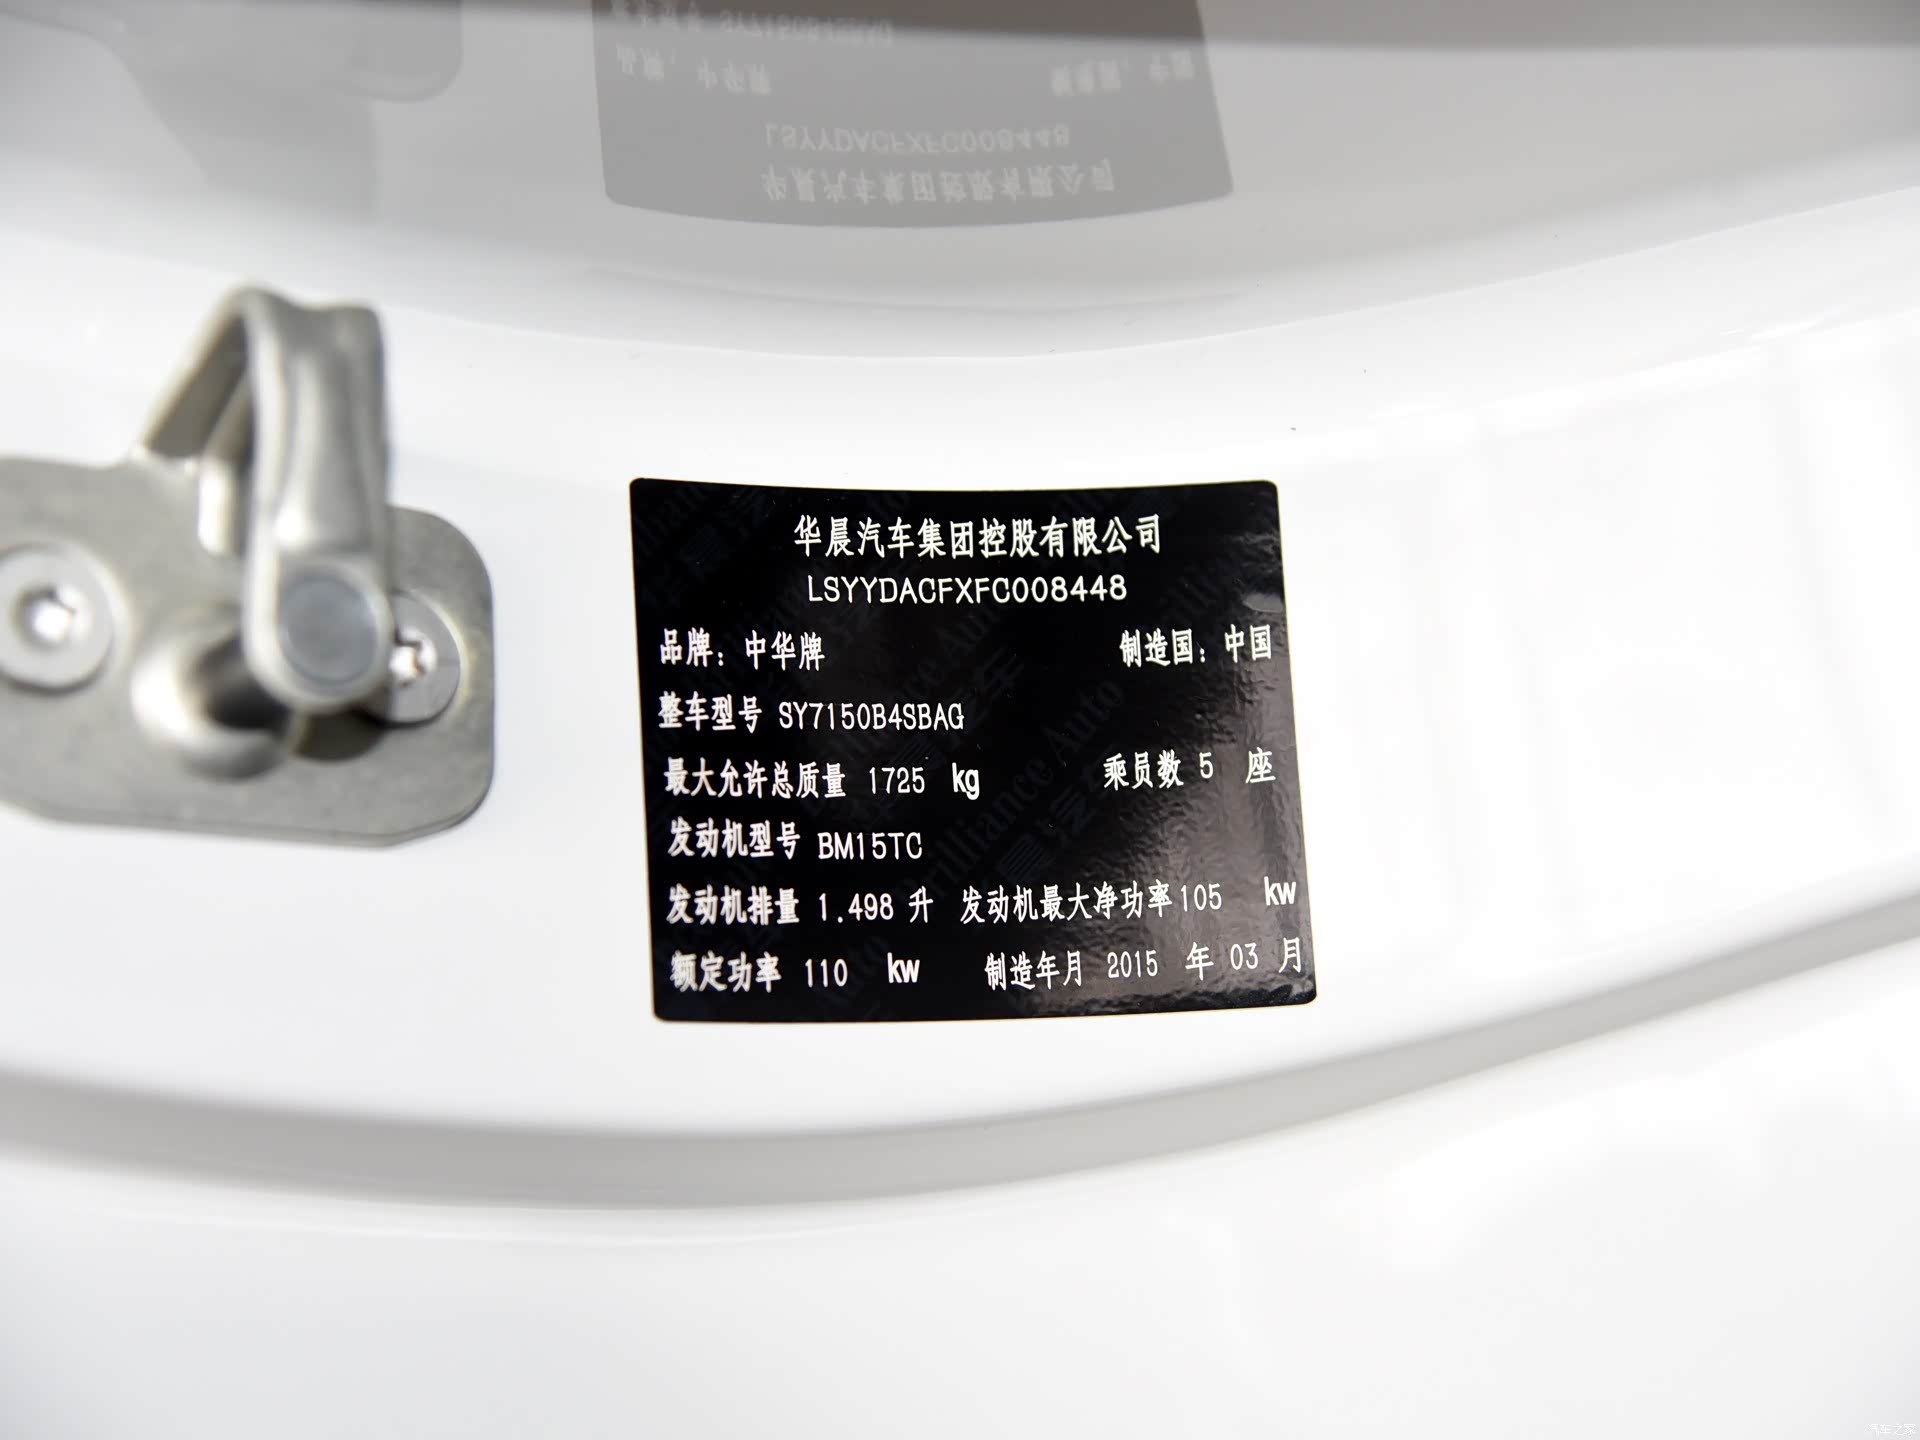 华晨汽车集团控股有限公司
LSYYDACFXFC008448
品牌：中华牌 制造国：中国
整车型号 SY7150B4SBAG
最大允许总质量 1725 kg 乘员数 5 座
发动机型号 BM15TC
发动机排量 1.498 升 发动机最大净功率 105 kw
额定功率 110 kw 制造年月 2015 年 03 月
汽车之家